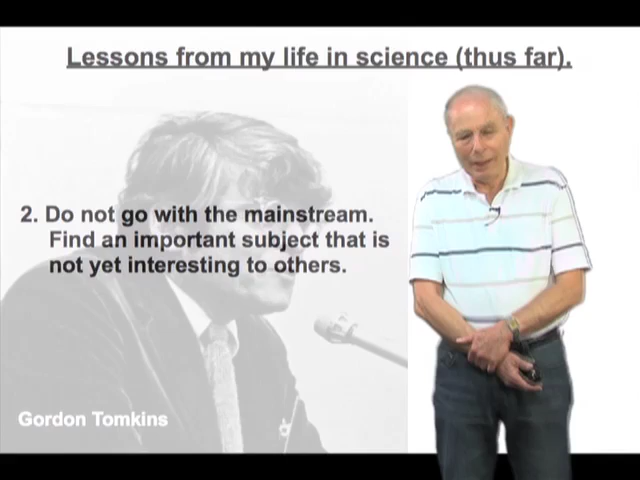 Lessons from my life in science (thus far).
2. Do not go with the mainstream.
Find an important subject that is
not yet interesting to others.
Gordon Tomkins